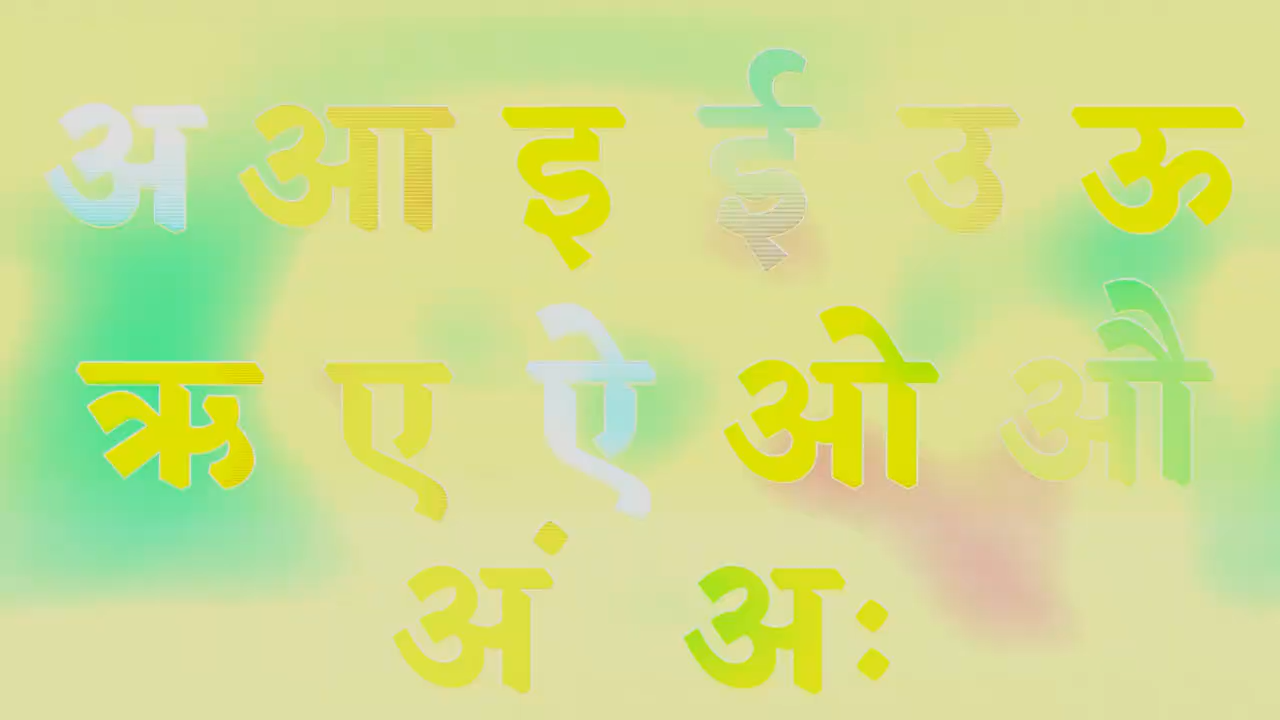 अ आ इ ई उ ऊ
ऋ ए ऐ ओ औ
अं अः